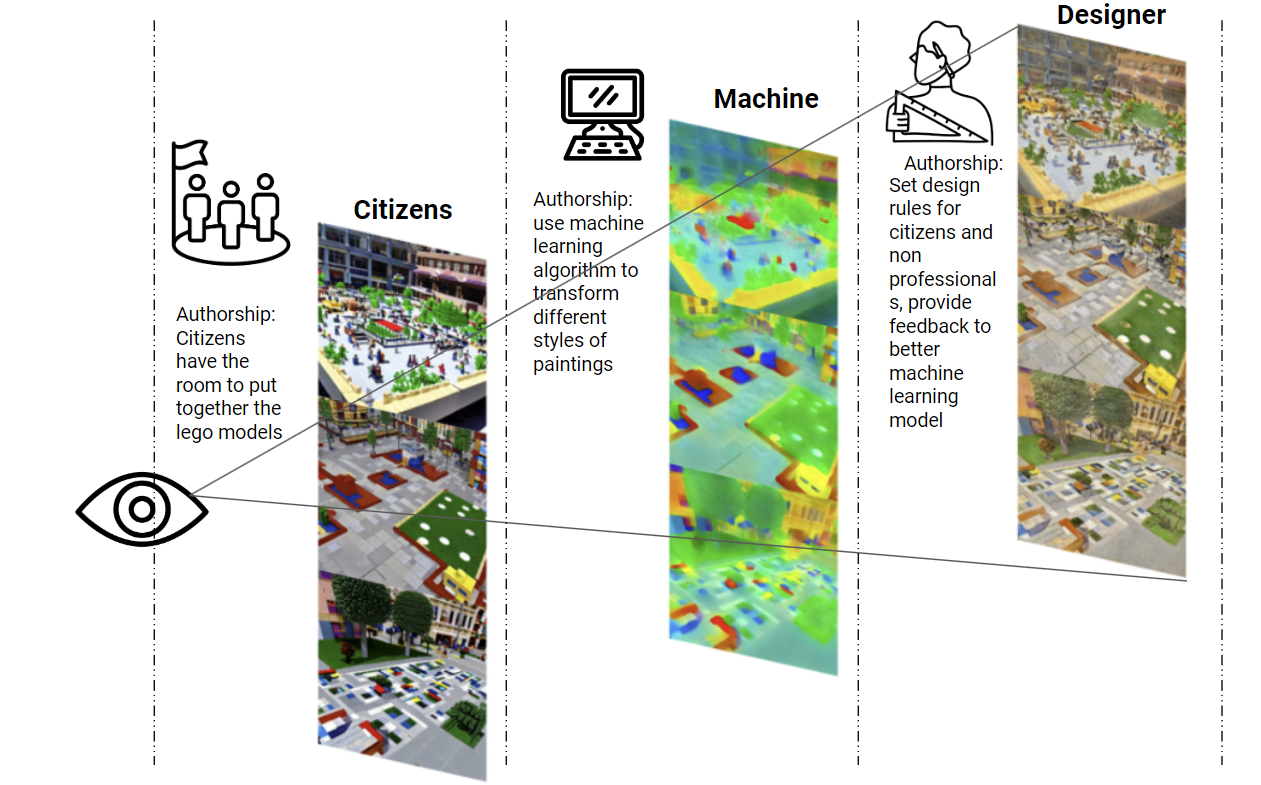 Citizens
Authorship:
Citizens
have the
room to put
together the
lego models
Machine
Authorship:
use machine
learning
algorithm to
transform
different
styles of
paintings
Designer
Authorship:
Set design
rules for
citizens and
non
professional
s, provide
feedback to
better
machine
learning
model